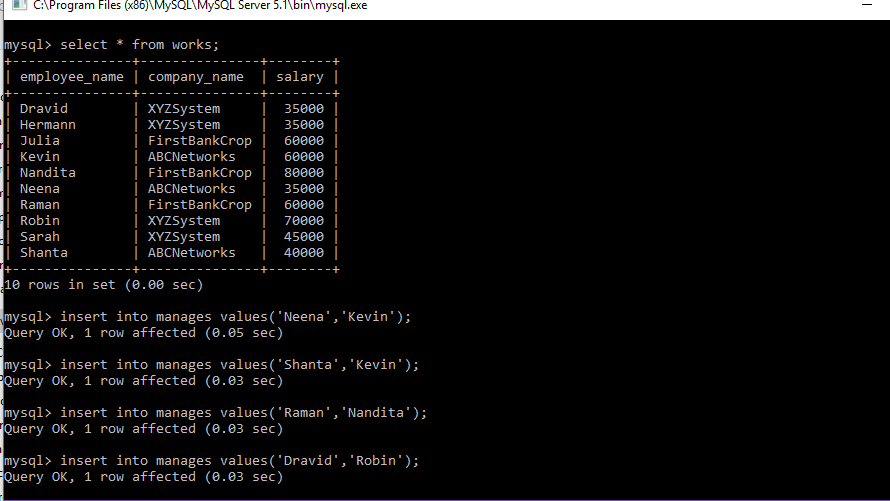 C:\Program Files (x86)\MySQL\MySQL Server 5.1\bin\mysql.exe
mysql> select * from works;
+---------------+--------------+--------+
| employee_name | company_name | salary |
+---------------+--------------+--------+
| Dravid | XYZSystem | 35000 |
| Hermann | XYZSystem | 35000 |
| Julia | FirstBankCrop | 60000 |
| Kevin | ABCNetworks | 60000 |
| Nandita | FirstBankCrop | 80000 |
| Neena | ABCNetworks | 35000 |
| Raman | FirstBankCrop | 60000 |
| Robin | XYZSystem | 70000 |
| Sarah | XYZSystem | 45000 |
| Shanta | ABCNetworks | 40000 |
+---------------+--------------+--------+
10 rows in set (0.00 sec)
mysql> insert into manages values('Neena','Kevin');
Query OK, 1 row affected (0.05 sec)
mysql> insert into manages values('Shanta','Kevin');
Query OK, 1 row affected (0.03 sec)
mysql> insert into manages values('Raman','Nandita');
Query OK, 1 row affected (0.03 sec)
mysql> insert into manages values('Dravid','Robin');
Query OK, 1 row affected (0.03 sec)